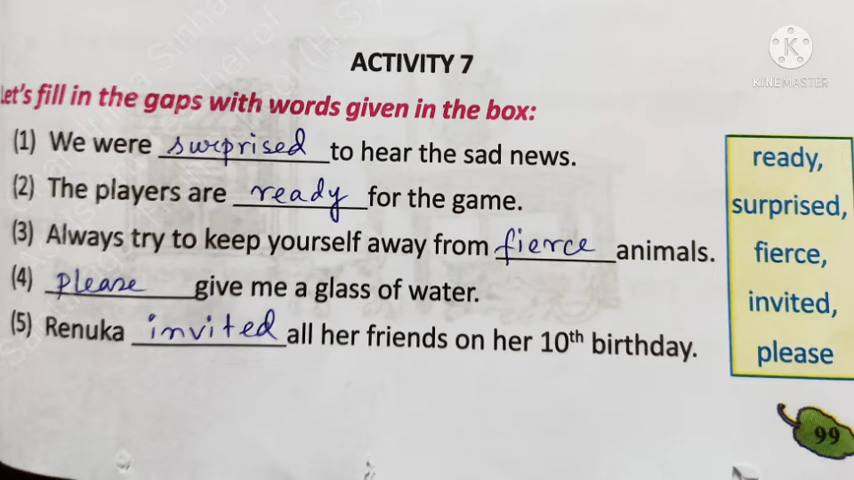 ACTIVITY 7
KINEMASTER
Let's fill in the gaps with words given in the box:
(1) We were surprised to hear the sad news.
(2) The players are ready for the game.
(3) Always try to keep yourself away from fierce animals.
(4) please give me a glass of water.
(5) Renuka invited all her friends on her 10th birthday.
ready,
surprised,
fierce,
invited,
please
99